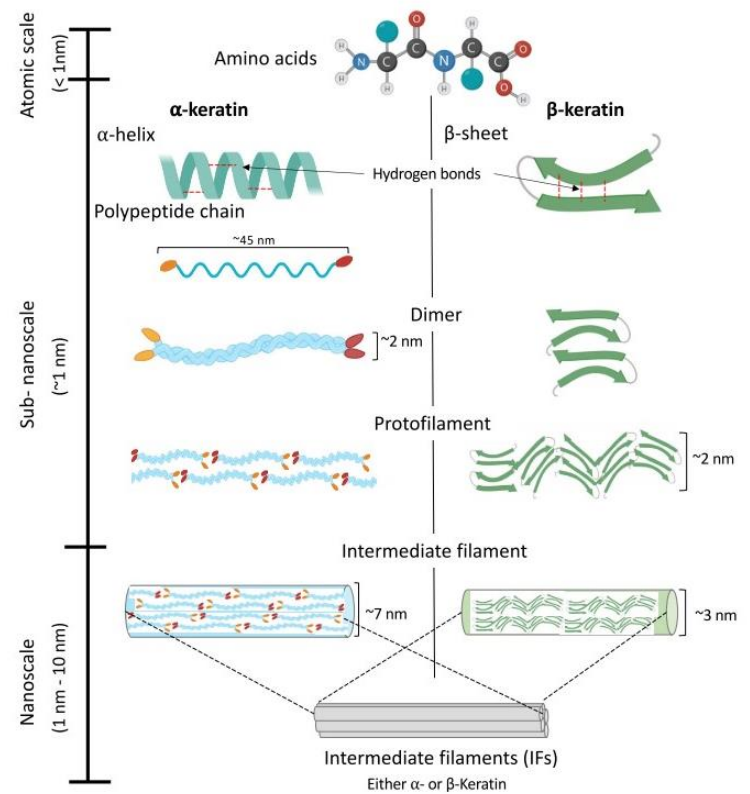 Atomic scale
(< 1nm)
Amino acids
H
H
N
C
H
C
O
N
H
C
H
C
O
O
H
α-keratin
β-keratin
α-helix
β-sheet
Hydrogen bonds
Polypeptide chain
~45 nm
Dimer
~2 nm
Sub- nanoscale
(~1 nm)
Protofilament
~2 nm
Intermediate filament
~7 nm
~3 nm
Nanoscale
(1 nm - 10 nm)
Intermediate filaments (IFs)
Either α- or β-Keratin